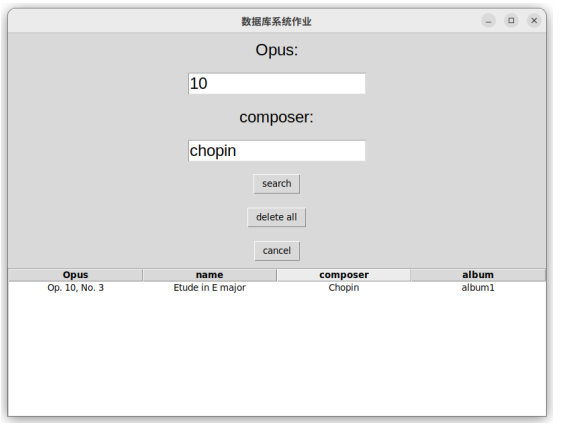 数据库系统作业
Opus:
10
composer:
chopin
search
delete all
cancel
Opus name composer album
Op. 10, No. 3 Etude in E major Chopin album1